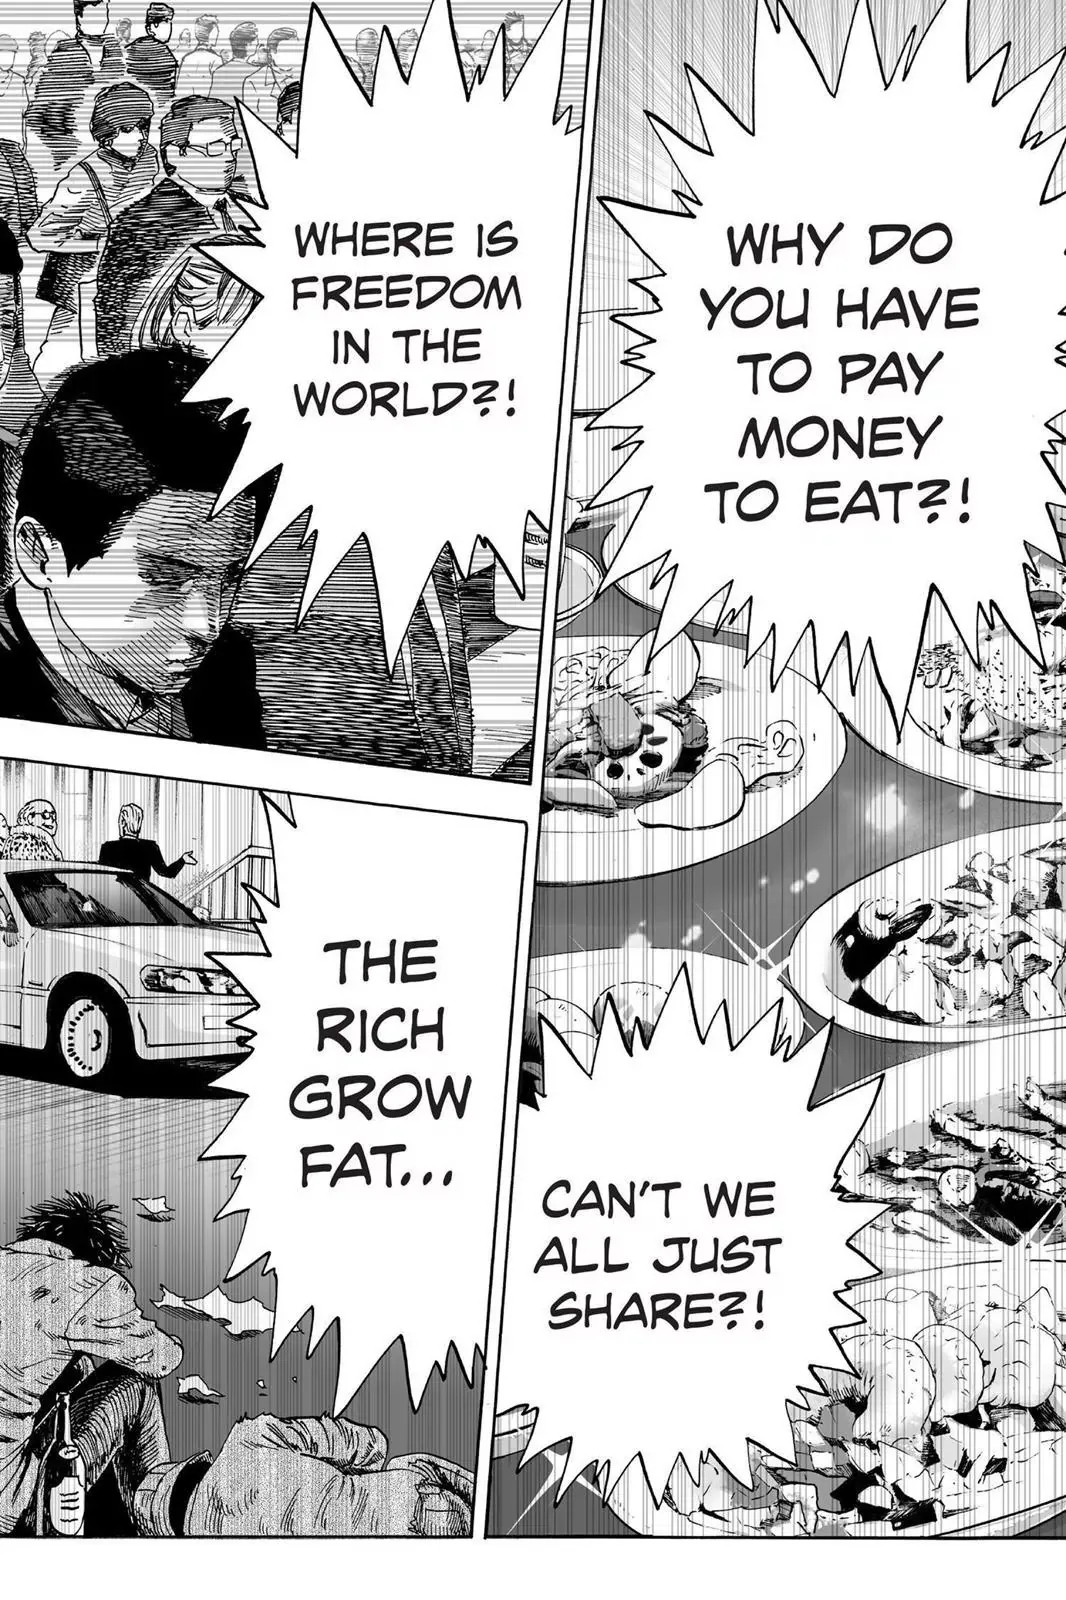 WHY DO
YOU HAVE
TO PAY
MONEY
TO EAT?!
CAN'T WE
ALL JUST
SHARE?!
WHERE IS
FREEDOM
IN THE
WORLD?!
THE
RICH
GROW
FAT...